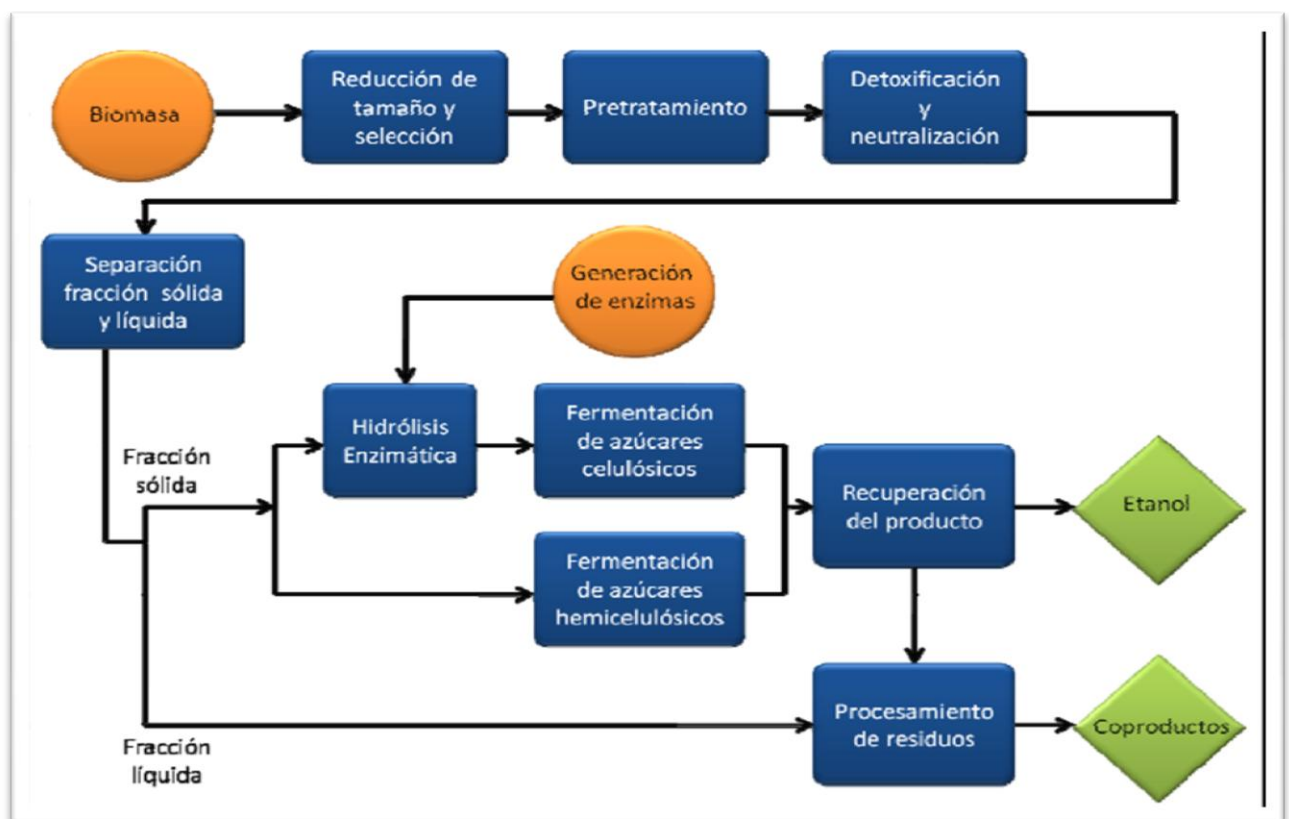 Biomasa
Reducción de
tamaño y
selección
Pretratamiento
Detoxificación
y
neutralización
Separación
fracción sólida
y líquida
Generación
de enzimas
Fracción
sólida
Hidrólisis
Enzimática
Fermentación
de azúcares
celulósicos
Fermentación
de azúcares
hemicelulósicos
Recuperación
del producto
Etanol
Fracción
líquida
Procesamiento
de residuos
Coproductos